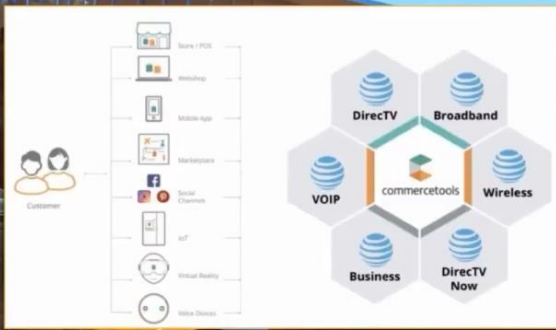 Store / POS
Webshop
Mobile App
Marketplace
Social
Channels
IoT
Virtual Reality
Voice Devices
Customer
DirecTV
Broadband
VOIP
commercetools
Wireless
Business
DirecTV
Now